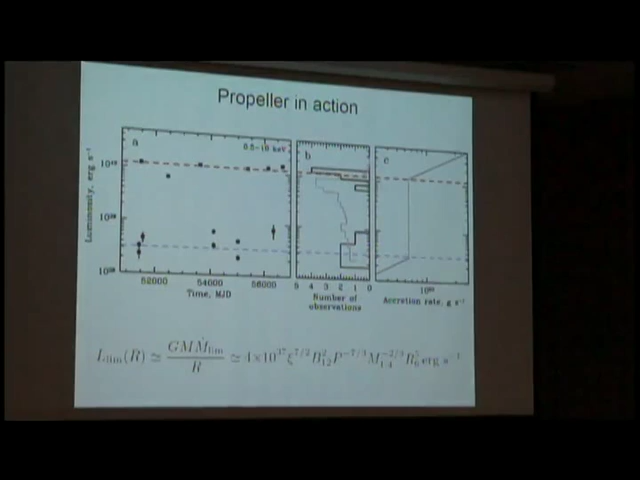 Propeller in action
a
0.5-10 keV
b
c
Luminosity, erg s⁻¹
52000 54000 56000
Time, MJD
5 4 3 2 1 0
Number of
observations
Accretion rate, g s⁻¹
L_lim(R) ≃ GMṀ_lim / R ≃ 4×10³⁷ ξ^{7/2} B₁₂² P^{-7/3} M_{1.4}^{-2/3} R₆⁵ erg s⁻¹